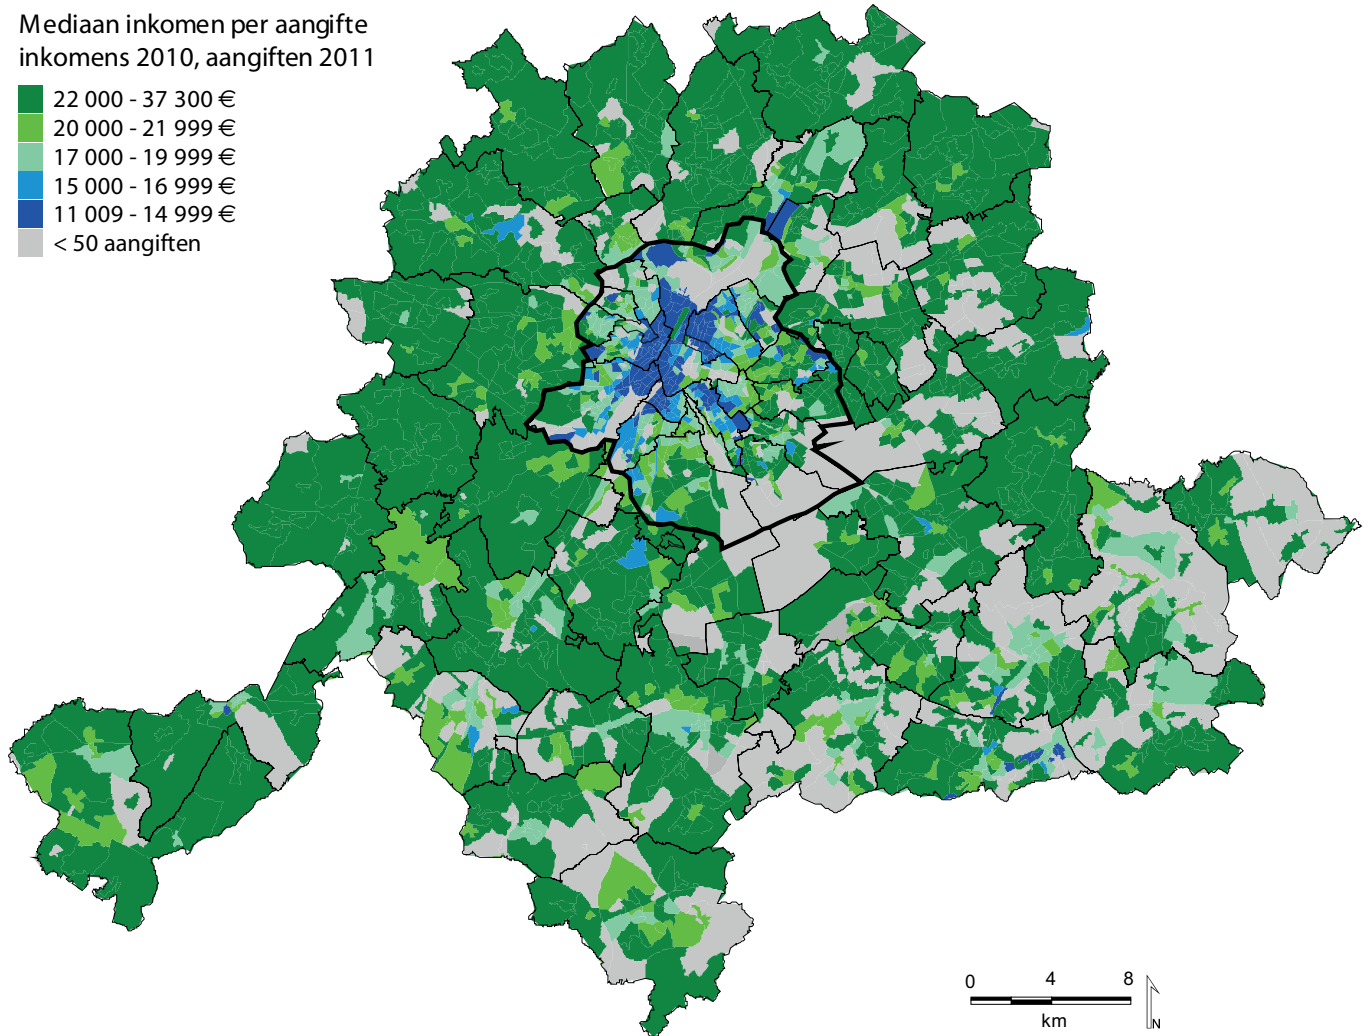 Mediaan inkomen per aangifte
inkomens 2010, aangiften 2011
22 000 - 37 300 €
20 000 - 21 999 €
17 000 - 19 999 €
15 000 - 16 999 €
11 009 - 14 999 €
< 50 aangiften
0 4 8
km
N